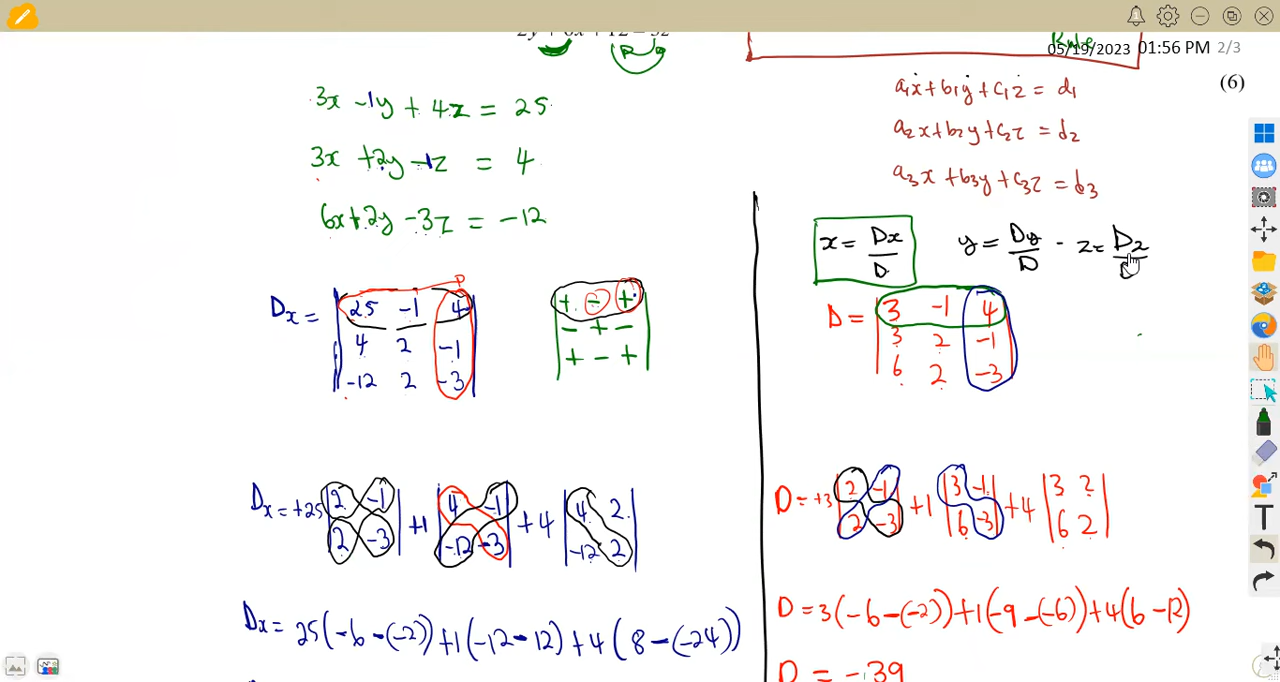 05/19/2023 01:56 PM 2/3
Rule
(6)
3x -1y + 4z = 25
3x +2y -1z = 4
6x+2y -3z = -12
a1x+b1y+c1z = d1
a2x+b2y+c2z = d2
a3x+b3y+c3z = d3
x = Dx/D y = Dy/D - z = Dz/D
Dx = | 25 -1 4 |
| 4 2 -1 |
| -12 2 -3 |
| + - + |
| - + - |
| + - + |
D = | 3 -1 4 |
| 3 2 -1 |
| 6 2 -3 |
Dx = +25 | 2 -1 | +1 | 4 -1 | +4 | 4 2 |
| 2 -3 | | -12 -3 | | -12 2 |
Dx = 25(-6-(-2)) +1(-12-12) +4(8-(-24))
D = +3 | 2 -1 | +1 | 3 -1 | +4 | 3 2 |
| 2 -3 | | 6 -3 | | 6 2 |
D = 3(-6-(-2)) +1(-9-(-6)) +4(6-12)
D = -39
T